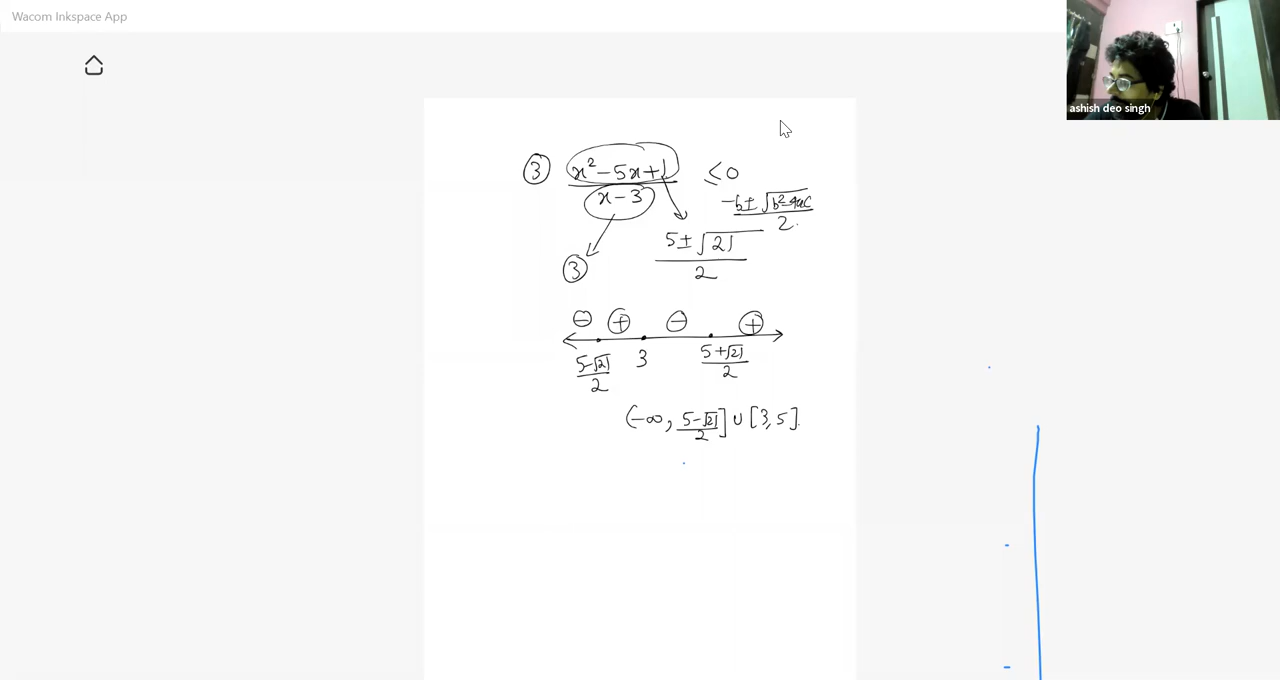 Wacom Inkspace App
ashish deo singh
③ x² - 5x + 1 / x - 3 ≤ 0
-b ± √b² - 4ac / 2
5 ± √21 / 2
③
⊖ ⊕ ⊖ ⊕
5 - √21 / 2 3 5 + √21 / 2
(-∞, 5 - √21 / 2] ∪ [3, 5].